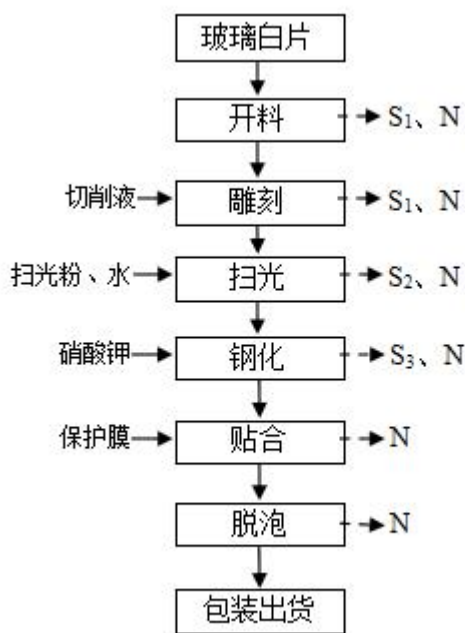 玻璃白片
开料 S₁、N
切削液 雕刻 S₁、N
扫光粉、水 扫光 S₂、N
硝酸钾 钢化 S₃、N
保护膜 贴合 N
脱泡 N
包装出货